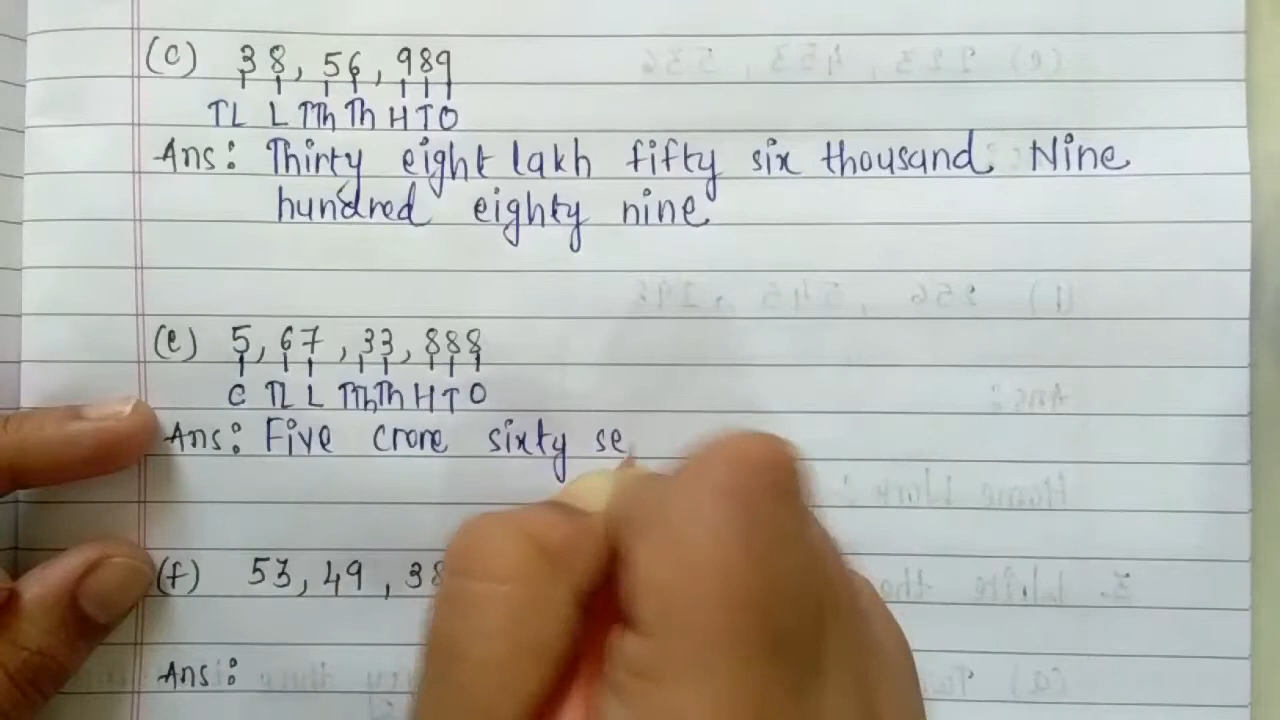 (c) 38, 56, 989
TL L TTh Th H T O
Ans: Thirty eight lakh fifty six thousand Nine
hundred eighty nine
(e) 5, 67, 33, 888
C TL L TTh Th H T O
Ans: Five crore sixty se
(f) 53, 49, 38
Ans: